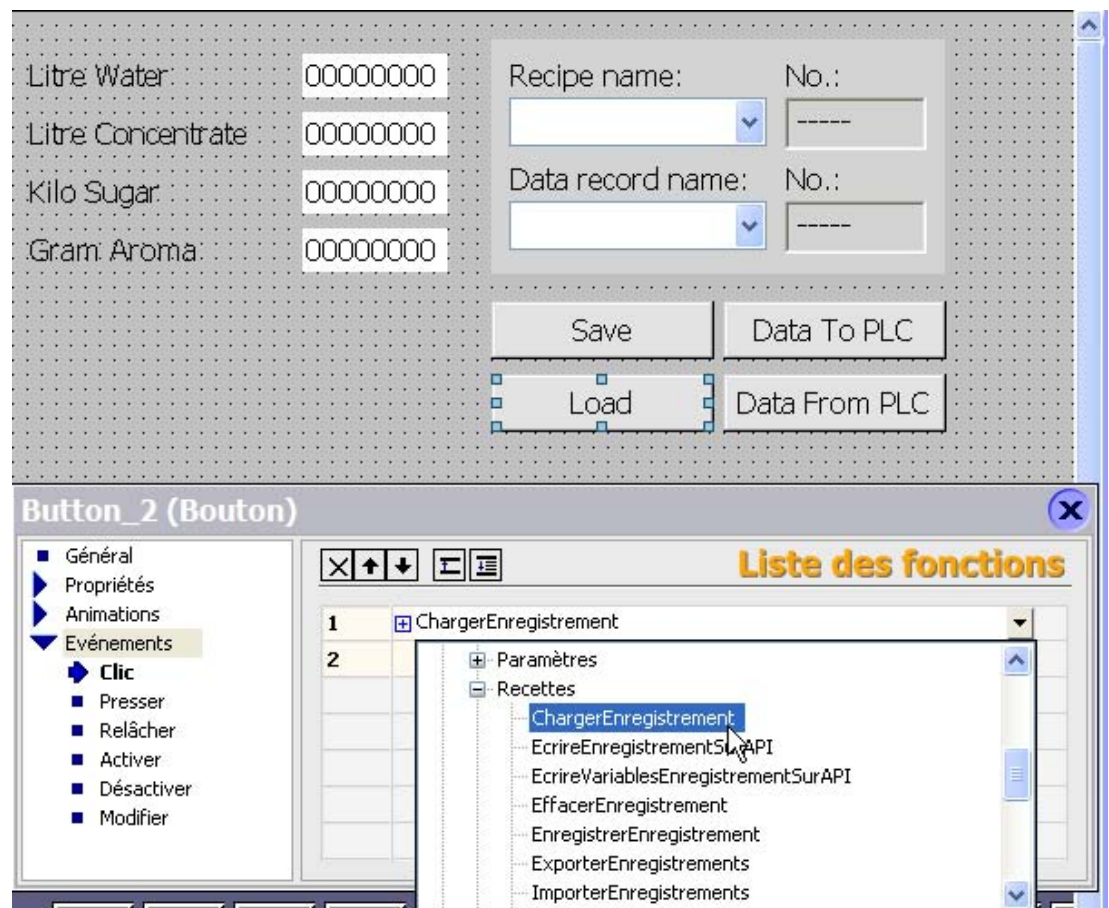 Litre Water
00000000
Litre Concentrate
00000000
Kilo Sugar
00000000
Gram Aroma
00000000
Recipe name:
No.:
-----
Data record name:
No.:
-----
Save
Data To PLC
Load
Data From PLC
Button_2 (Bouton)
Général
Propriétés
Animations
Evénements
Clic
Presser
Relâcher
Activer
Désactiver
Modifier
Liste des fonctions
1 ChargerEnregistrement
2
Paramètres
Recettes
ChargerEnregistrement
EcrireEnregistrementSurAPI
EcrireVariablesEnregistrementSurAPI
EffacerEnregistrement
EnregistrerEnregistrement
ExporterEnregistrements
ImporterEnregistrements